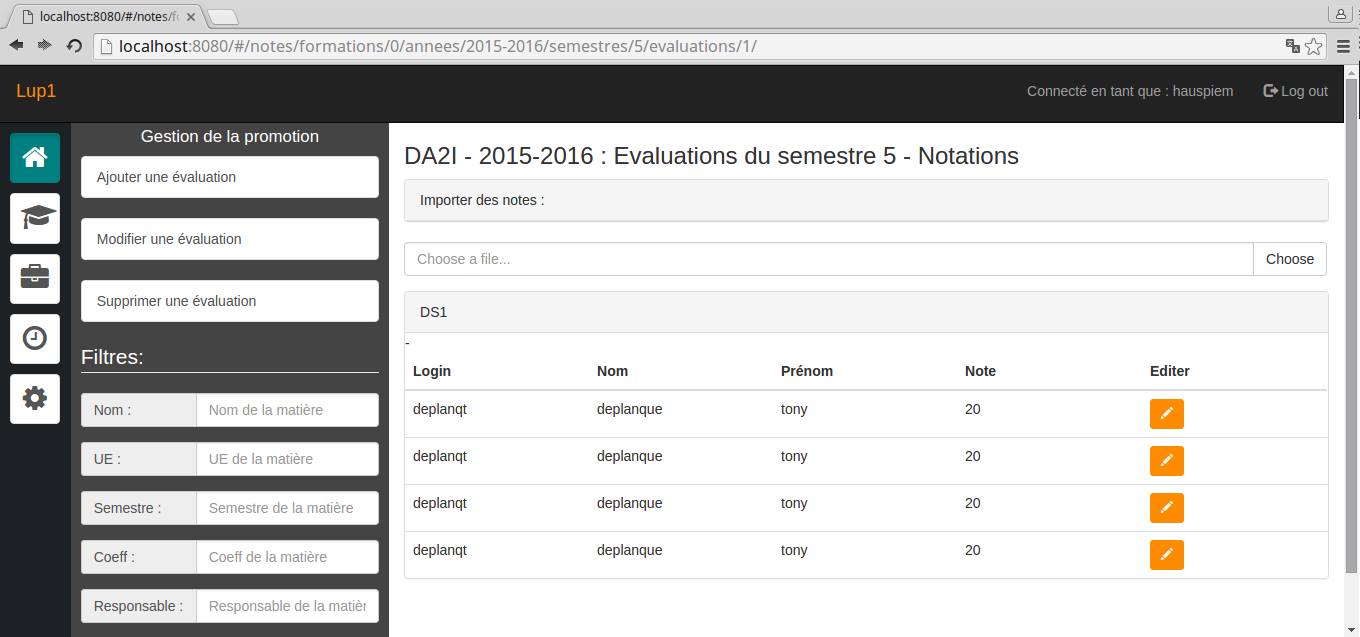 localhost:8080/#/notes/fo
localhost:8080/#/notes/formations/0/annees/2015-2016/semestres/5/evaluations/1/
Lup1
Connecté en tant que : hauspiem
Log out
Gestion de la promotion
Ajouter une évaluation
Modifier une évaluation
Supprimer une évaluation
Filtres:
Nom :
Nom de la matière
UE :
UE de la matière
Semestre :
Semestre de la matière
Coeff :
Coeff de la matière
Responsable :
Responsable de la matièr
DA2I - 2015-2016 : Evaluations du semestre 5 - Notations
Importer des notes :
Choose a file...
Choose
DS1
-
Login Nom Prénom Note Editer
deplanqt deplanque tony 20
deplanqt deplanque tony 20
deplanqt deplanque tony 20
deplanqt deplanque tony 20